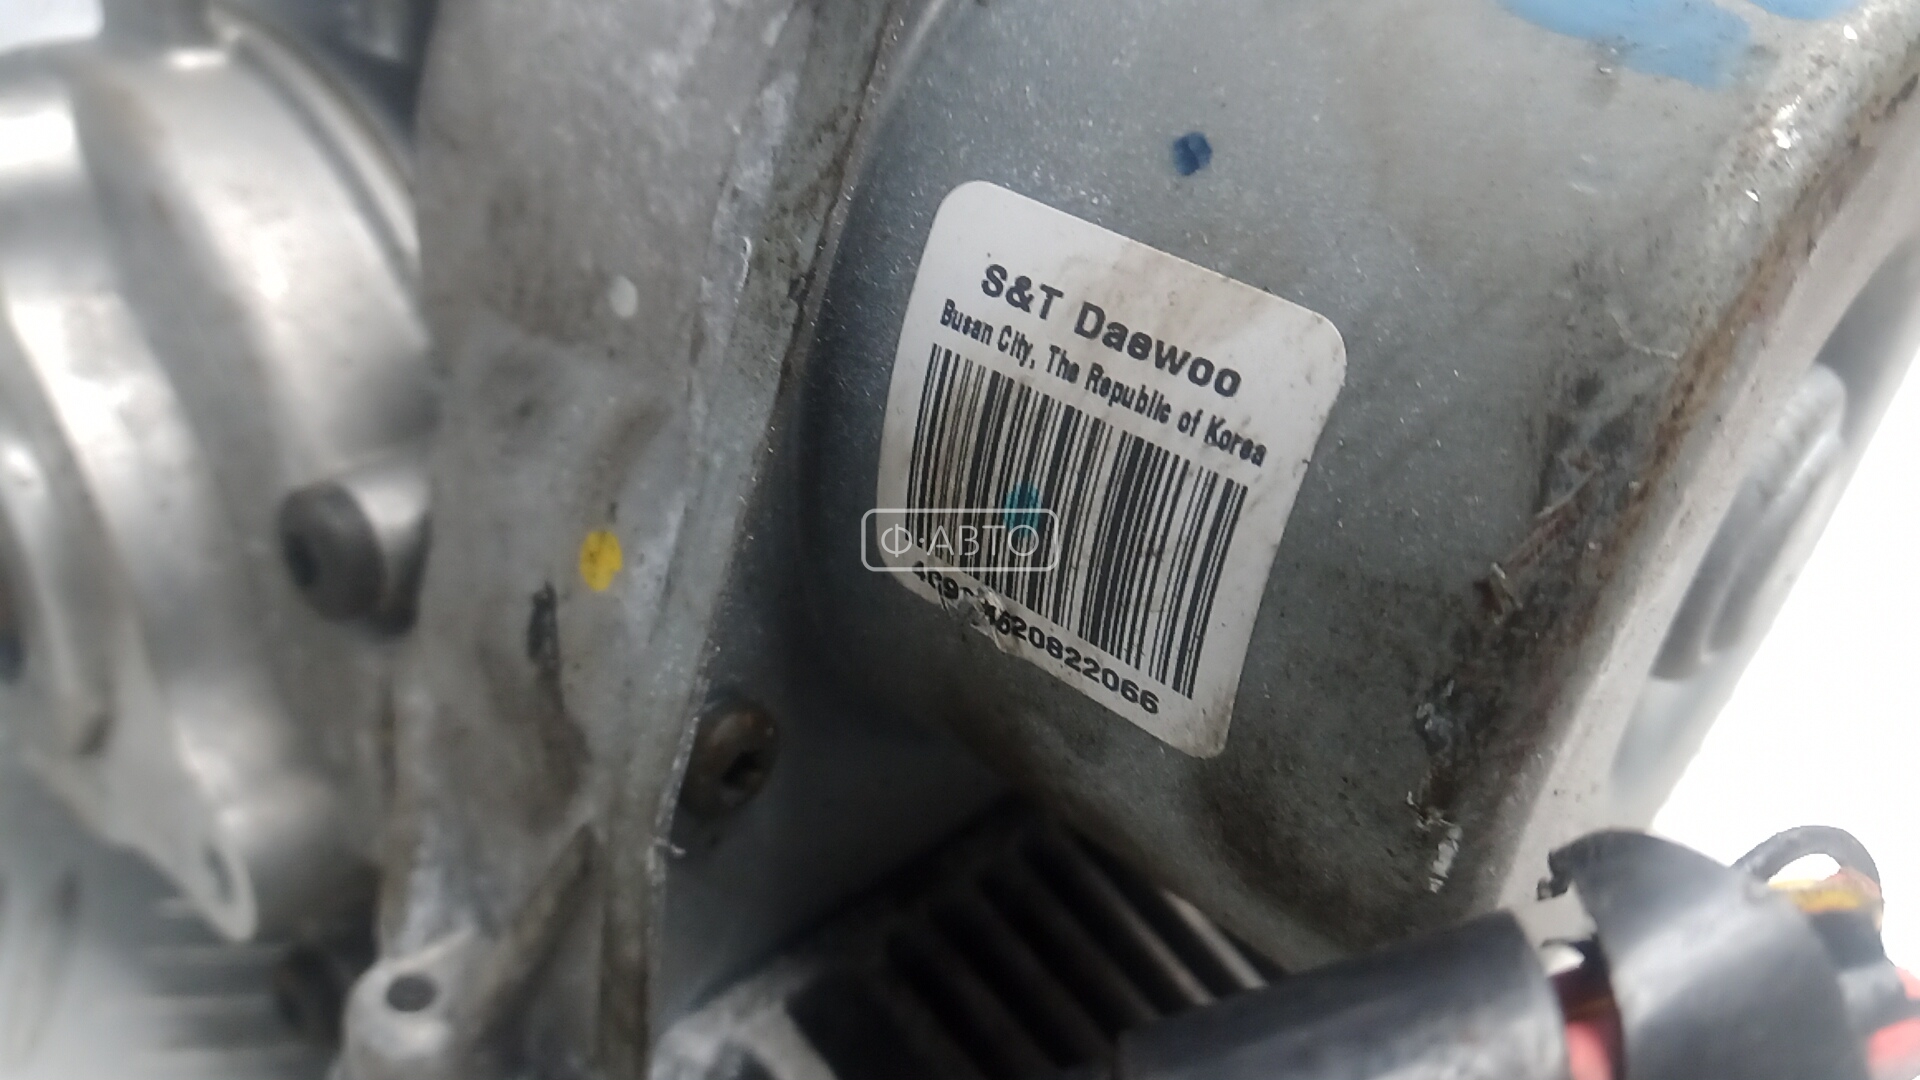 S&T Daewoo
Busan City, The Republic of Korea
20822066
Ф·АВТО